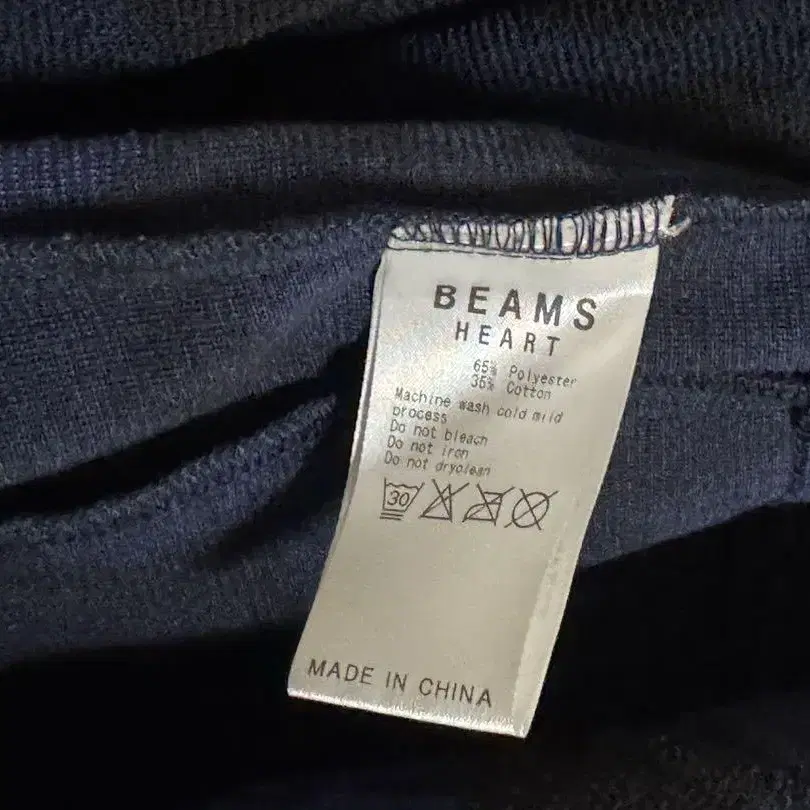 BEAMS
HEART
65% Polyester
35% Cotton
Machine wash cold mild
process
Do not bleach
Do not iron
Do not dryclean
30
MADE IN CHINA